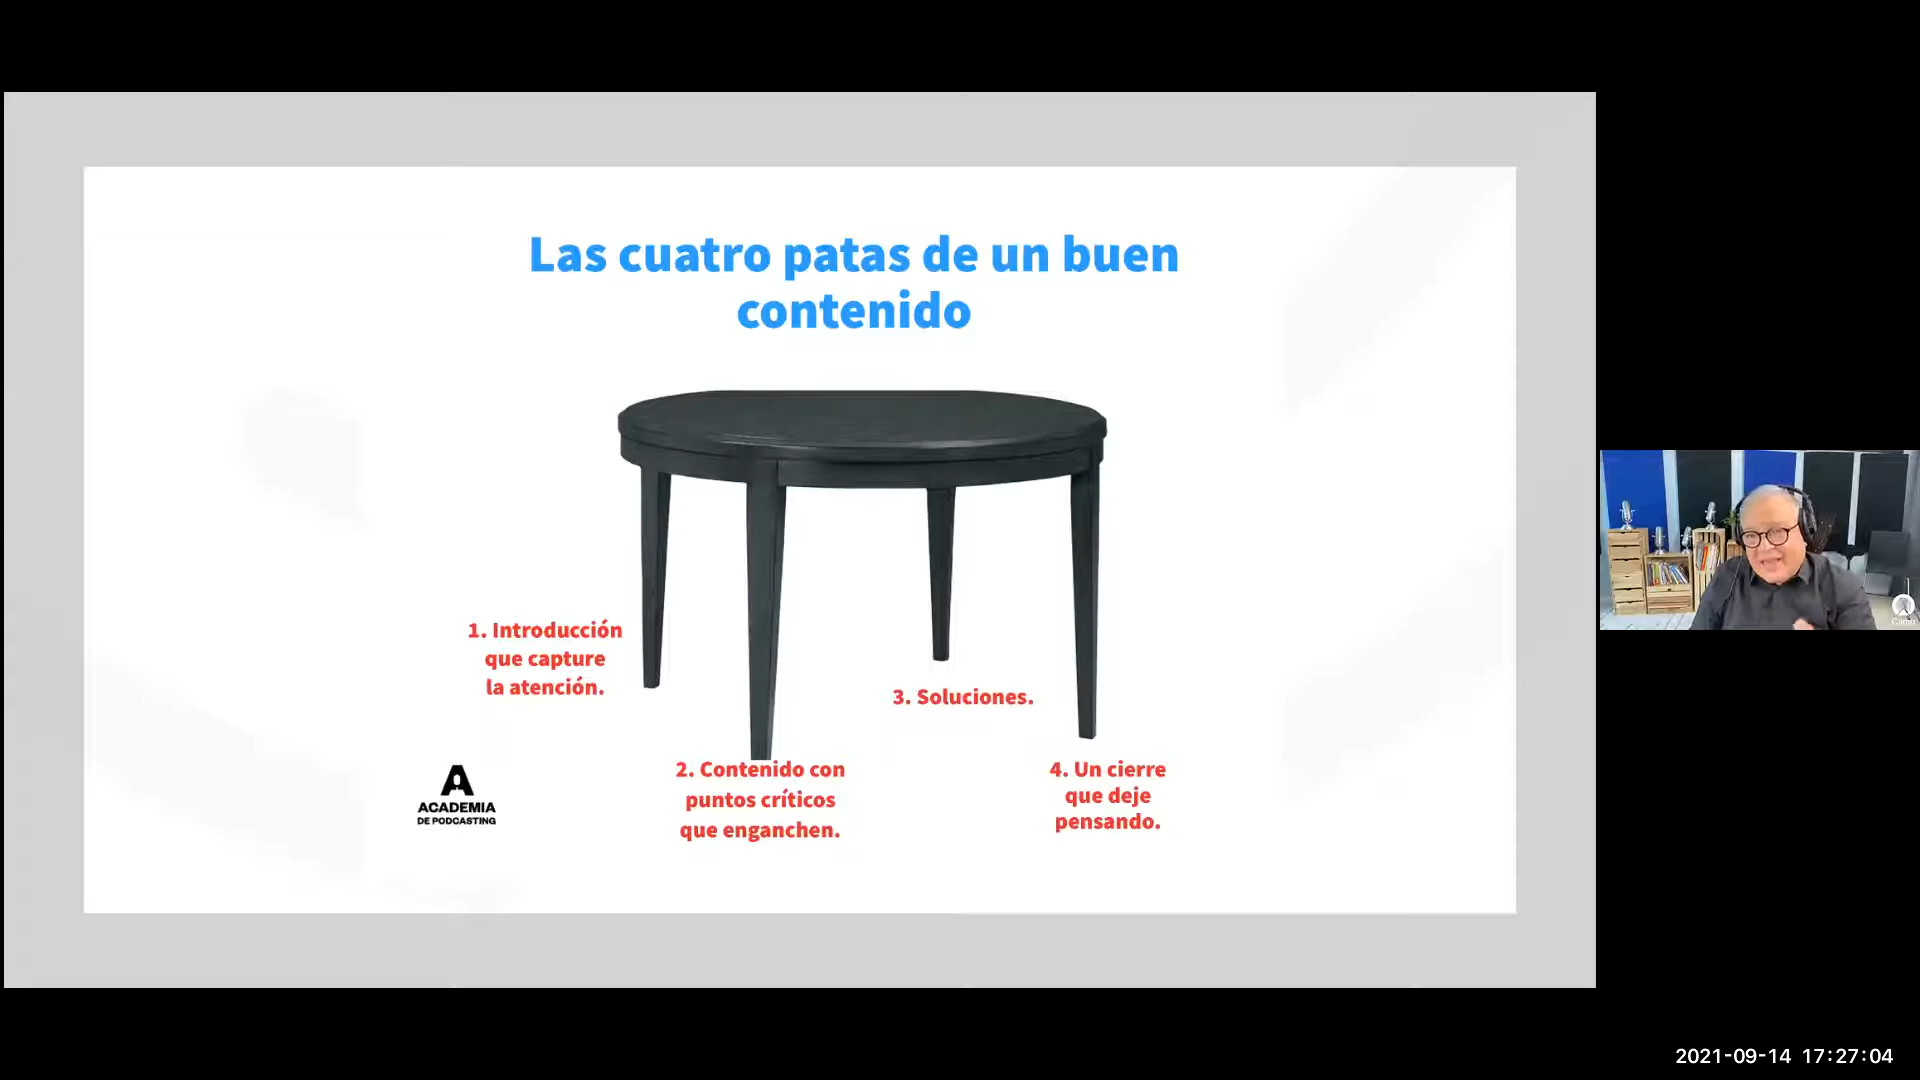 Las cuatro patas de un buen
contenido
1. Introducción
que capture
la atención.
3. Soluciones.
2. Contenido con
puntos críticos
que enganchen.
4. Un cierre
que deje
pensando.
A
ACADEMIA
DE PODCASTING
2021-09-14 17:27:04